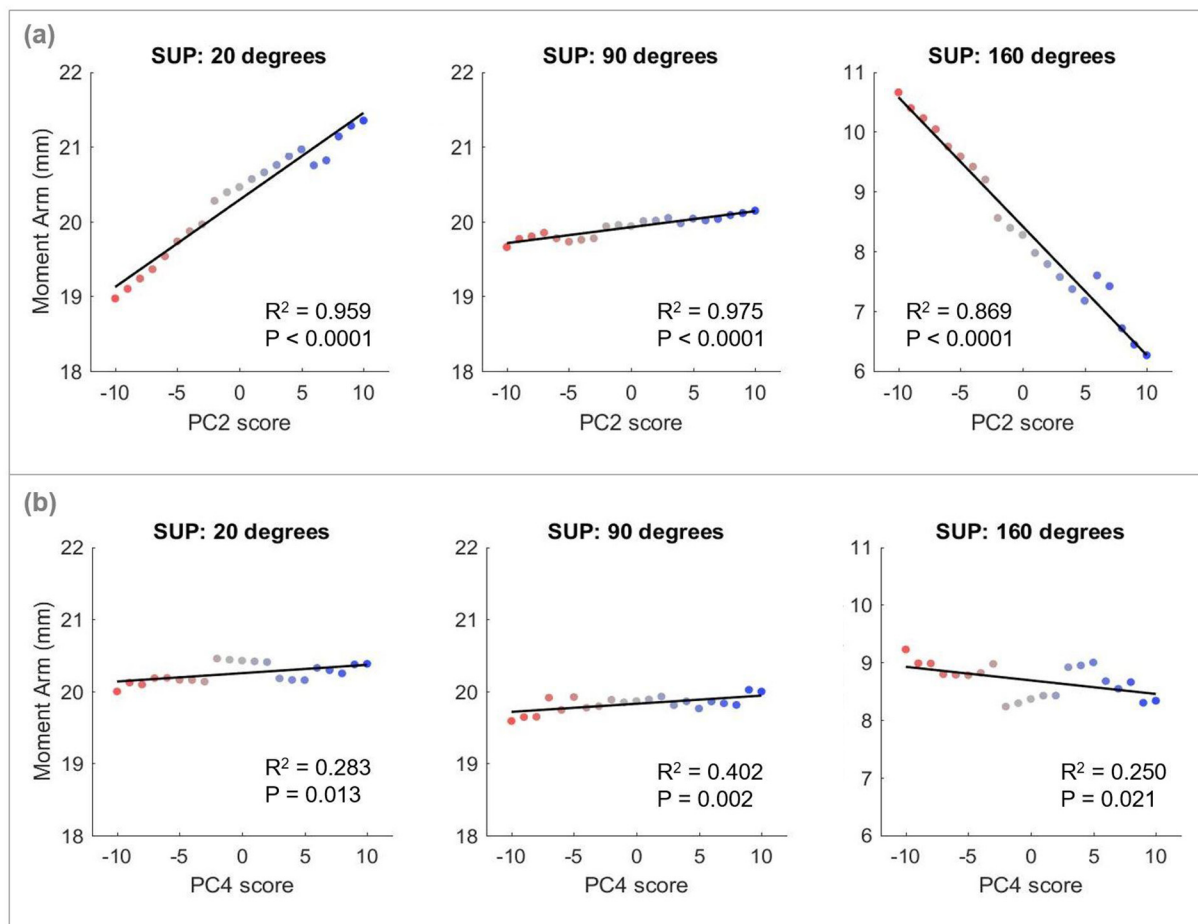 (a)
SUP: 20 degrees
SUP: 90 degrees
SUP: 160 degrees
Moment Arm (mm)
22
21
20
19
18
R² = 0.959
P < 0.0001
-10 -5 0 5 10
PC2 score
22
21
20
19
18
R² = 0.975
P < 0.0001
-10 -5 0 5 10
PC2 score
11
10
9
8
7
6
R² = 0.869
P < 0.0001
-10 -5 0 5 10
PC2 score
(b)
SUP: 20 degrees
SUP: 90 degrees
SUP: 160 degrees
Moment Arm (mm)
22
21
20
19
18
R² = 0.283
P = 0.013
-10 -5 0 5 10
PC4 score
22
21
20
19
18
R² = 0.402
P = 0.002
-10 -5 0 5 10
PC4 score
11
10
9
8
7
6
R² = 0.250
P = 0.021
-10 -5 0 5 10
PC4 score